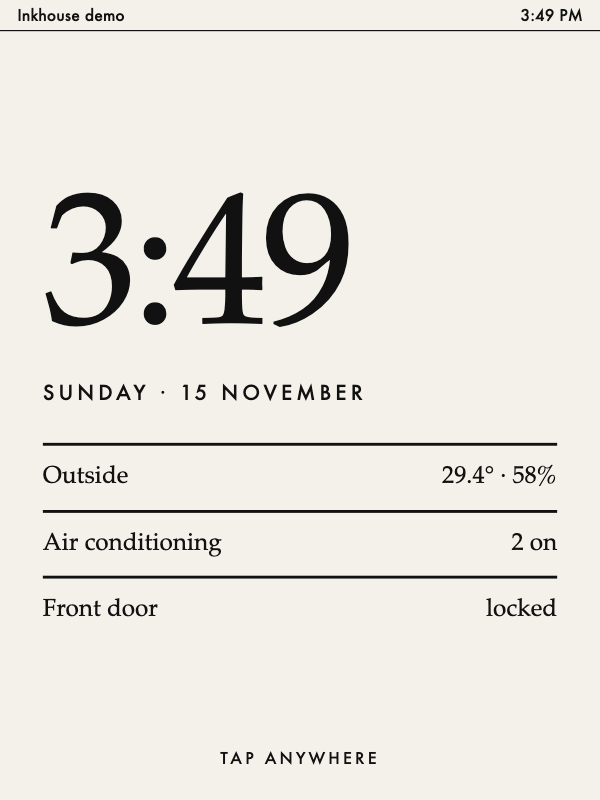 Inkhouse demo 3:49 PM
3:49
SUNDAY · 15 NOVEMBER
Outside 29.4° · 58%
Air conditioning 2 on
Front door locked
TAP ANYWHERE